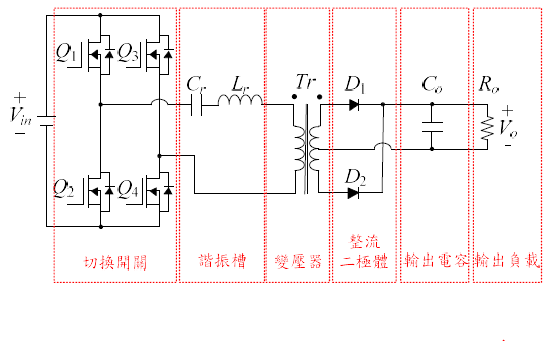 Q1
Q3
Cr
Lr
Tr
D1
Co
Ro
+
Vin
-
+
Vo
-
Q2
Q4
D2
切換開關
諧振槽
變壓器
整流
二極體
輸出電容
輸出負載